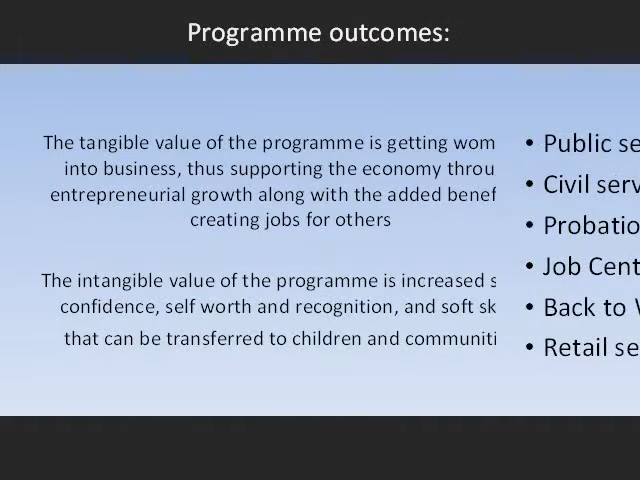 Programme outcomes:
The tangible value of the programme is getting wom
into business, thus supporting the economy throu
entrepreneurial growth along with the added benef
creating jobs for others
The intangible value of the programme is increased s
confidence, self worth and recognition, and soft sk
that can be transferred to children and communiti
• Public se
• Civil serv
• Probatio
• Job Cent
• Back to
• Retail se